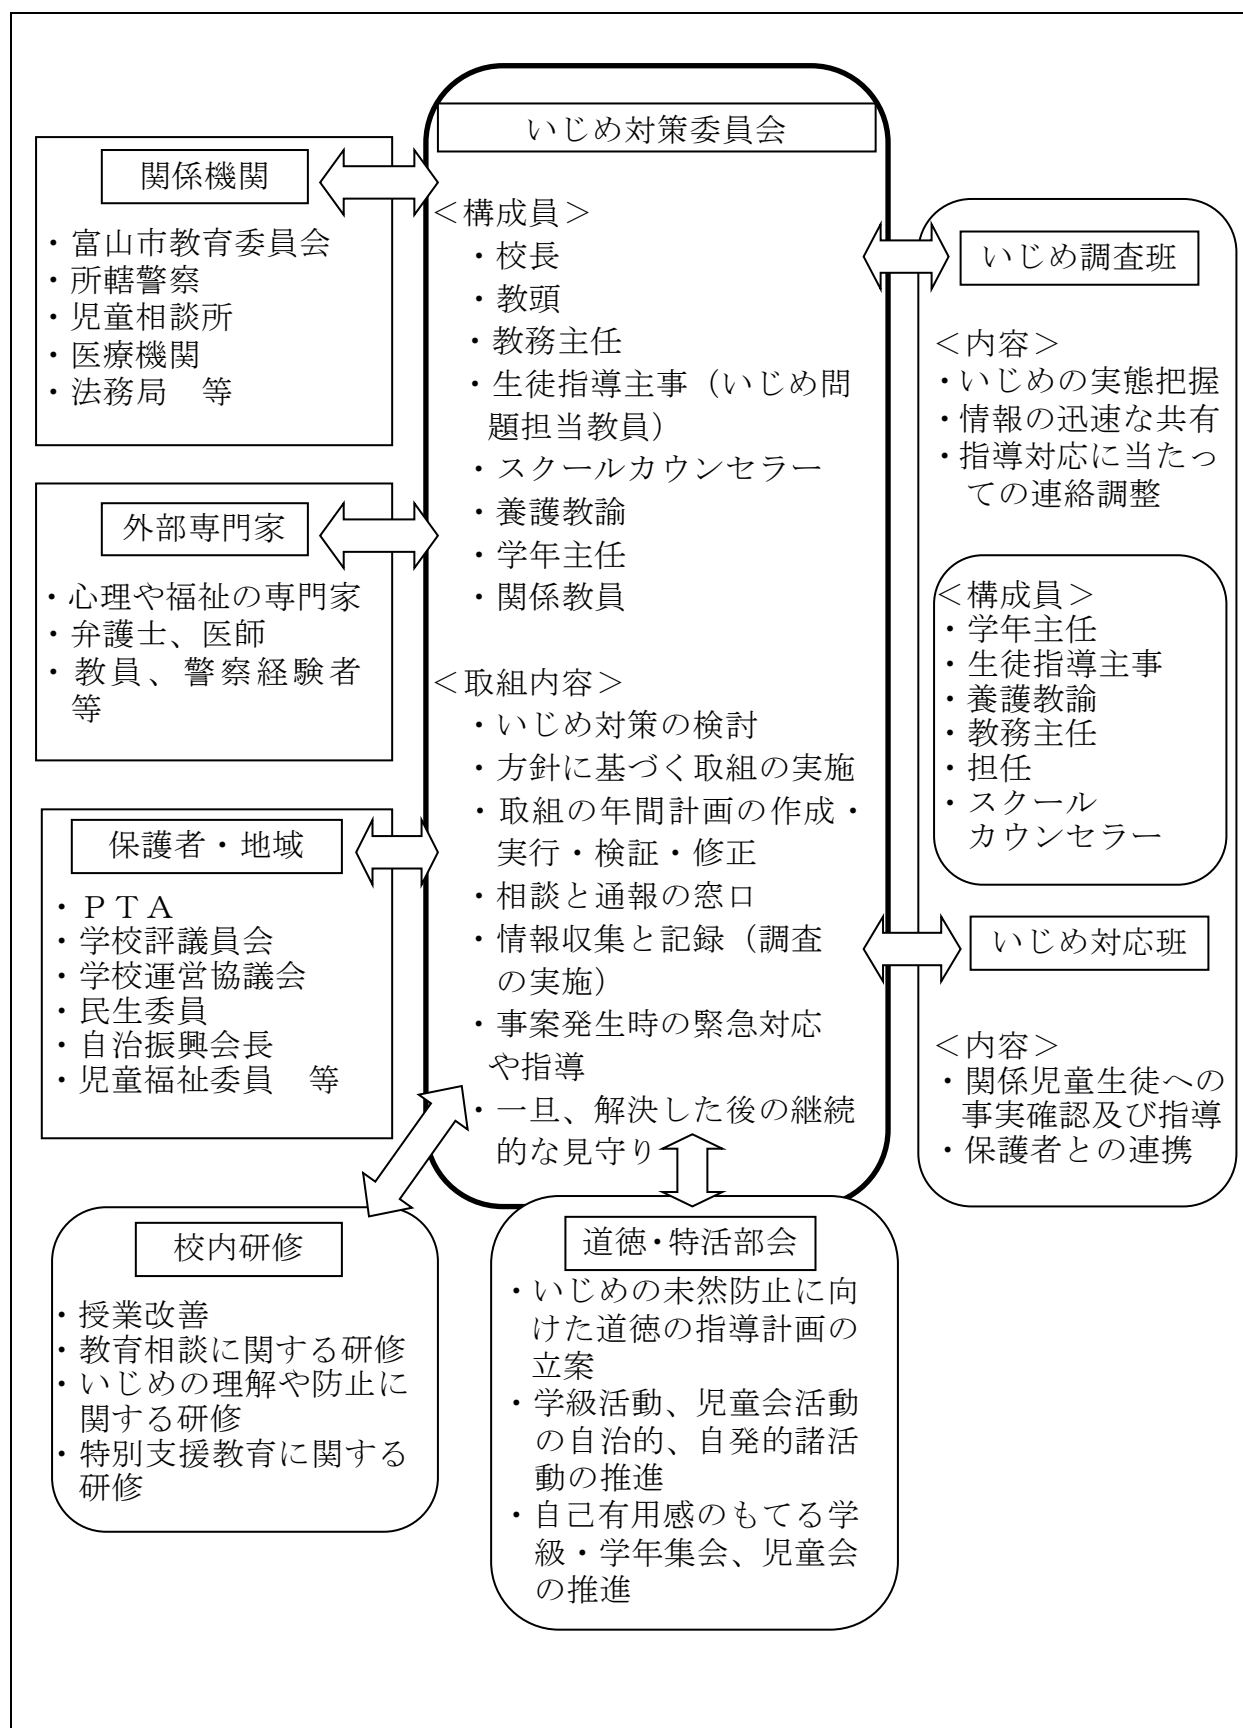 いじめ対策委員会
＜構成員＞
・校長
・教頭
・教務主任
・生徒指導主事（いじめ問
題担当教員）
・スクールカウンセラー
・養護教諭
・学年主任
・関係教員
＜取組内容＞
・いじめ対策の検討
・方針に基づく取組の実施
・取組の年間計画の作成・
実行・検証・修正
・相談と通報の窓口
・情報収集と記録（調査
の実施）
・事案発生時の緊急対応
や指導
・一旦、解決した後の継続
的な見守り
関係機関
・富山市教育委員会
・所轄警察
・児童相談所
・医療機関
・法務局　等
外部専門家
・心理や福祉の専門家
・弁護士、医師
・教員、警察経験者
等
保護者・地域
・ＰＴＡ
・学校評議員会
・学校運営協議会
・民生委員
・自治振興会長
・児童福祉委員　等
いじめ調査班
＜内容＞
・いじめの実態把握
・情報の迅速な共有
・指導対応に当たっ
ての連絡調整
＜構成員＞
・学年主任
・生徒指導主事
・養護教諭
・教務主任
・担任
・スクール
カウンセラー
いじめ対応班
＜内容＞
・関係児童生徒への
事実確認及び指導
・保護者との連携
校内研修
・授業改善
・教育相談に関する研修
・いじめの理解や防止に
関する研修
・特別支援教育に関する
研修
道徳・特活部会
・いじめの未然防止に向
けた道徳の指導計画の
立案
・学級活動、児童会活動
の自治的、自発的諸活
動の推進
・自己有用感のもてる学
級・学年集会、児童会
の推進